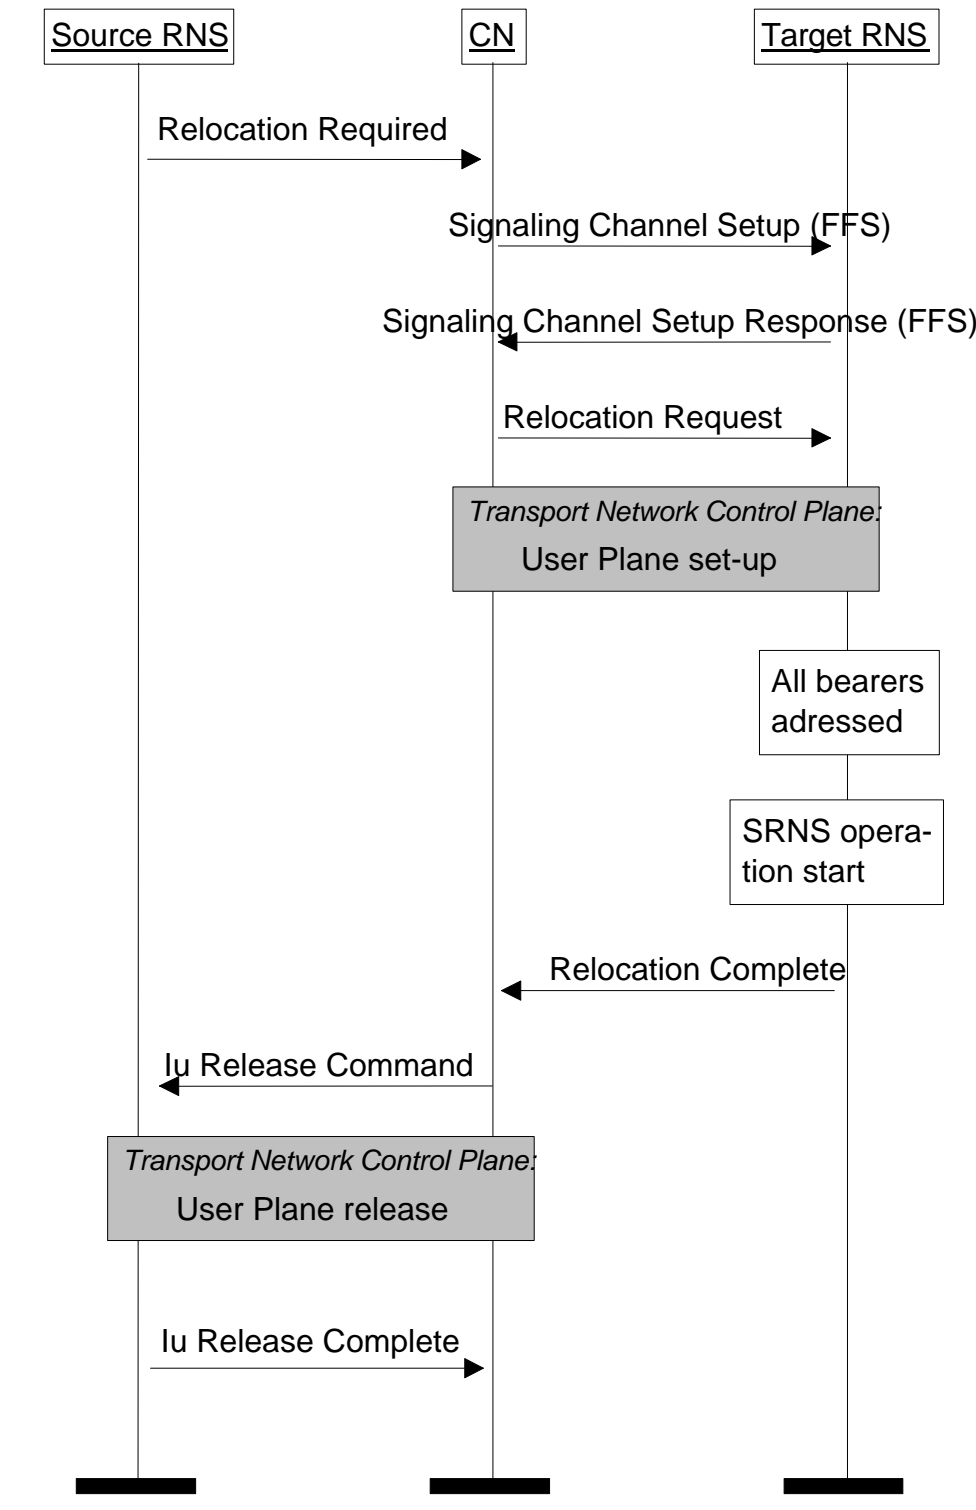 Source RNS
CN
Target RNS
Relocation Required
Signaling Channel Setup (FFS)
Signaling Channel Setup Response (FFS)
Relocation Request
Transport Network Control Plane:
User Plane set-up
All bearers
adressed
SRNS opera-
tion start
Relocation Complete
Iu Release Command
Transport Network Control Plane:
User Plane release
Iu Release Complete